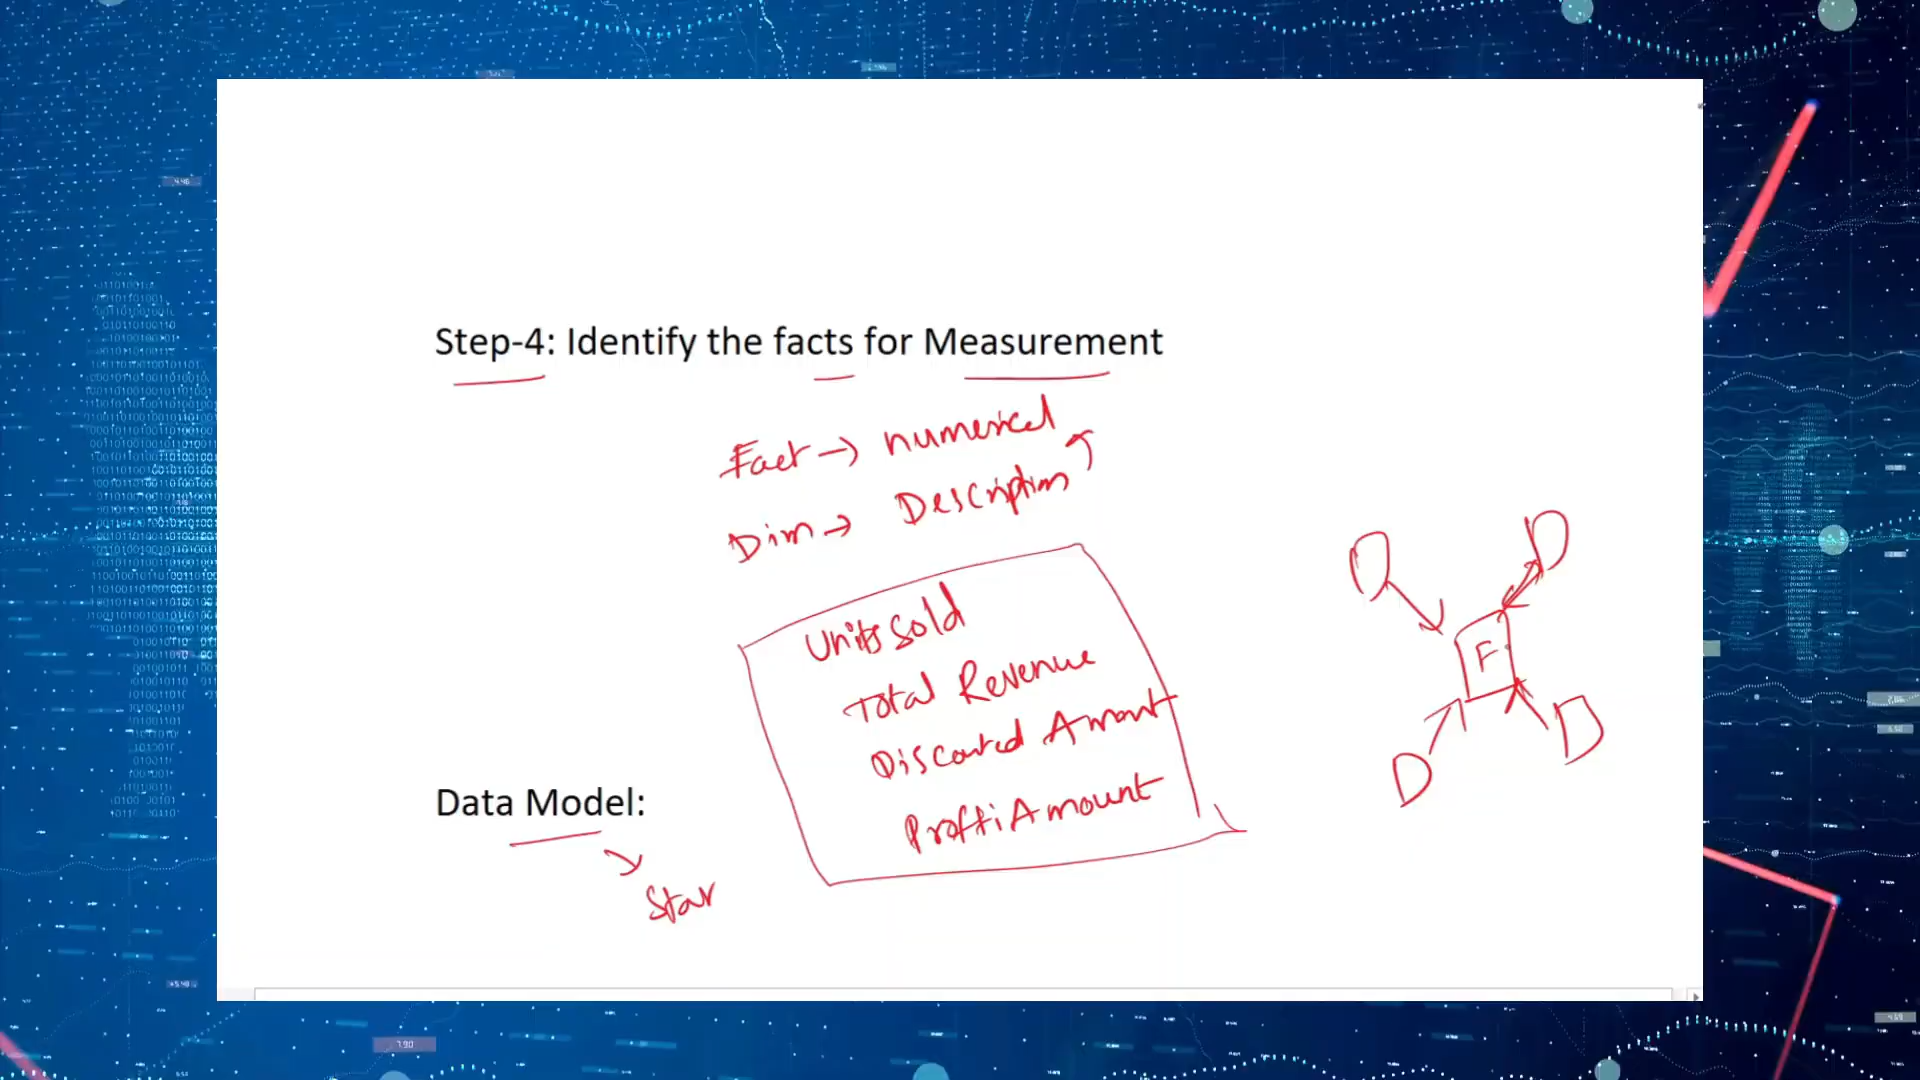 Step-4: Identify the facts for Measurement
Fact → numerical
Dim → Description
Units Sold
Total Revenue
Discounted Amount
Profti Amount
Data Model:
Star
D
D
F
D
D